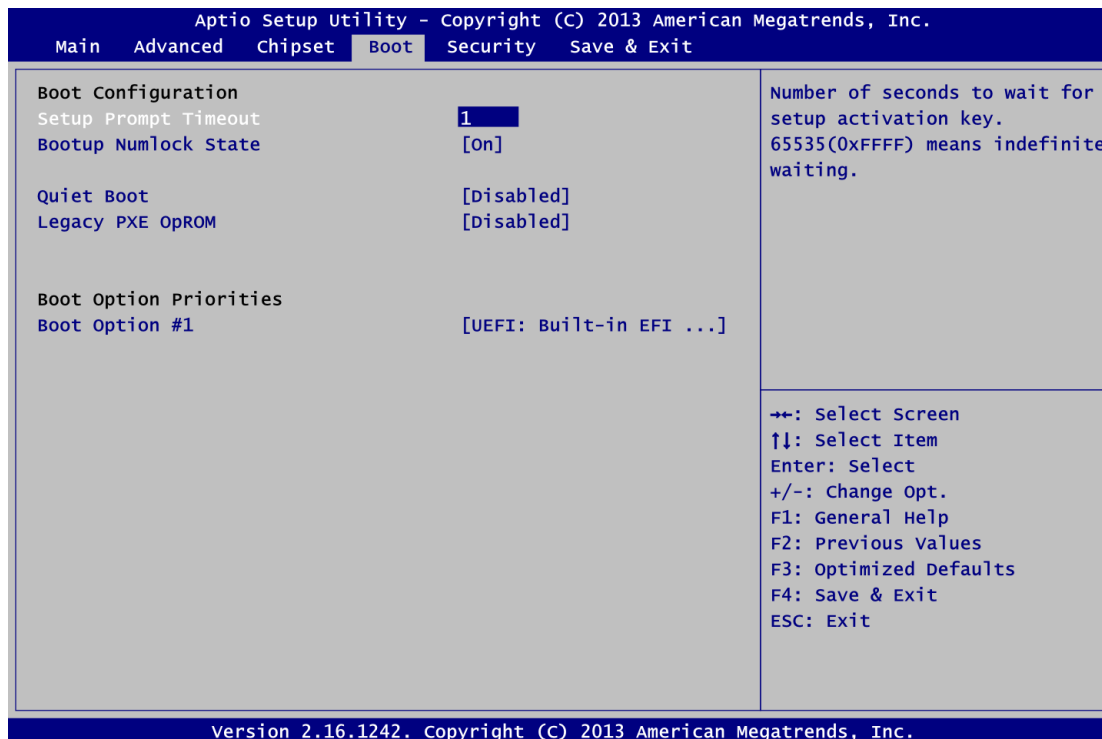 Aptio Setup Utility - Copyright (C) 2013 American Megatrends, Inc.
Main Advanced Chipset Boot Security Save & Exit
Boot Configuration
Setup Prompt Timeout 1
Bootup Numlock State [On]
Quiet Boot [Disabled]
Legacy PXE OpROM [Disabled]
Boot Option Priorities
Boot Option #1 [UEFI: Built-in EFI ...]
Number of seconds to wait for
setup activation key.
65535(0xFFFF) means indefinite
waiting.
→←: Select Screen
↑↓: Select Item
Enter: Select
+/-: Change Opt.
F1: General Help
F2: Previous Values
F3: Optimized Defaults
F4: Save & Exit
ESC: Exit
Version 2.16.1242. Copyright (C) 2013 American Megatrends, Inc.